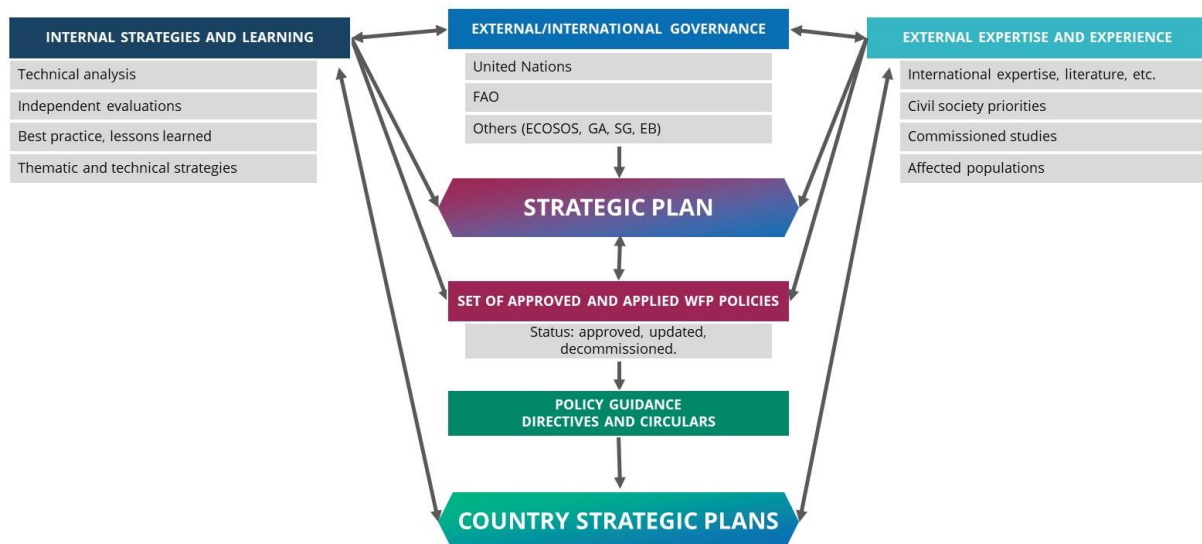 INTERNAL STRATEGIES AND LEARNING
Technical analysis
Independent evaluations
Best practice, lessons learned
Thematic and technical strategies
EXTERNAL/INTERNATIONAL GOVERNANCE
United Nations
FAO
Others (ECOSOS, GA, SG, EB)
EXTERNAL EXPERTISE AND EXPERIENCE
International expertise, literature, etc.
Civil society priorities
Commissioned studies
Affected populations
STRATEGIC PLAN
SET OF APPROVED AND APPLIED WFP POLICIES
Status: approved, updated,
decommissioned.
POLICY GUIDANCE
DIRECTIVES AND CIRCULARS
COUNTRY STRATEGIC PLANS